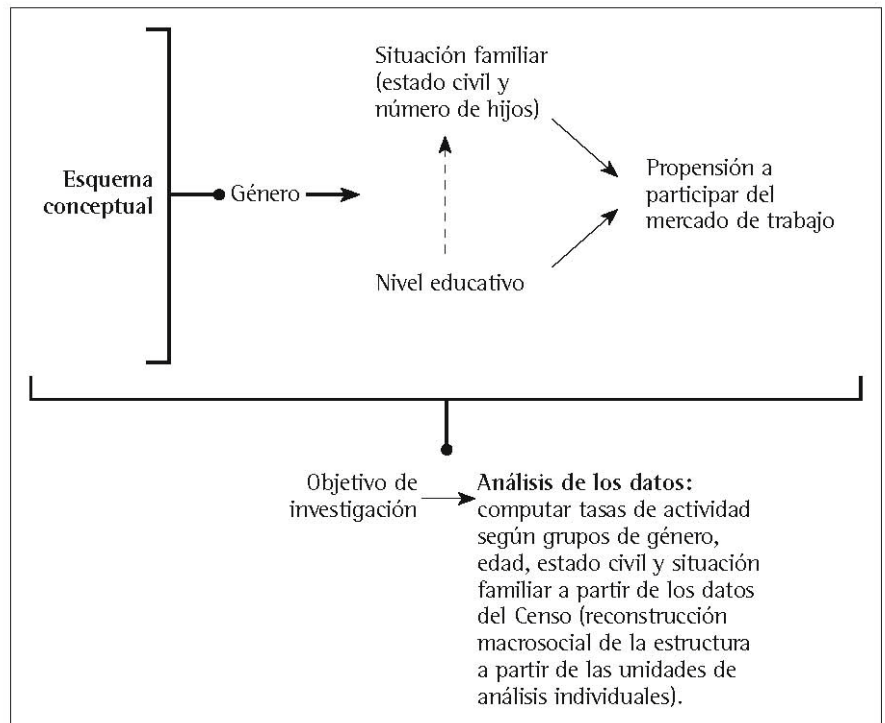 Situación familiar
(estado civil y
número de hijos)
Esquema
conceptual
Género
Propensión a
participar del
mercado de trabajo
Nivel educativo
Objetivo de
investigación
Análisis de los datos:
computar tasas de actividad
según grupos de género,
edad, estado civil y situación
familiar a partir de los datos
del Censo (reconstrucción
macrosocial de la estructura
a partir de las unidades de
análisis individuales).